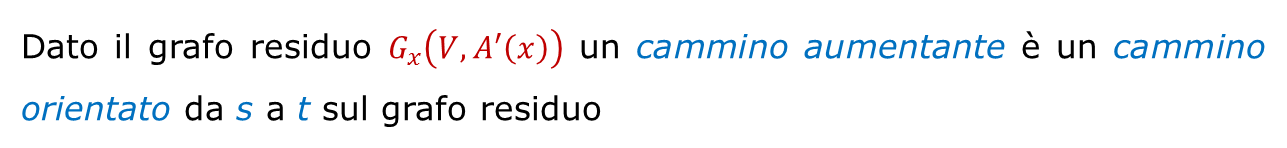 Dato il grafo residuo Gₓ(V, A′(x)) un cammino aumentante è un cammino
orientato da s a t sul grafo residuo